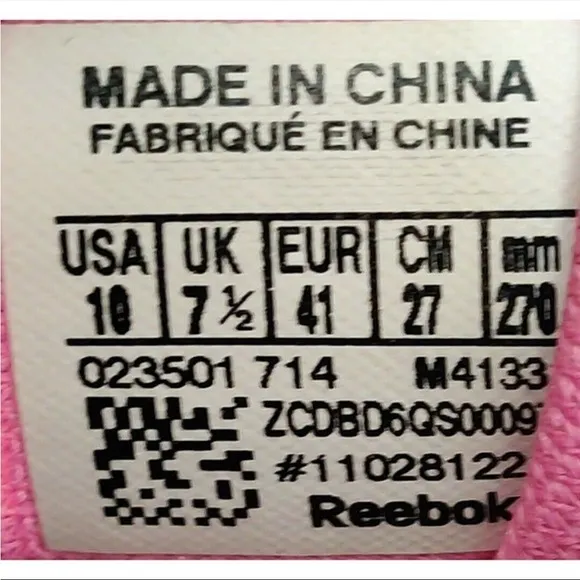 MADE IN CHINA
FABRIQUÉ EN CHINE
USA UK EUR CM mm
10 7 ½ 41 27 270
023501 714 M4133
ZCDBD6QS0009
#11028122
Reebok